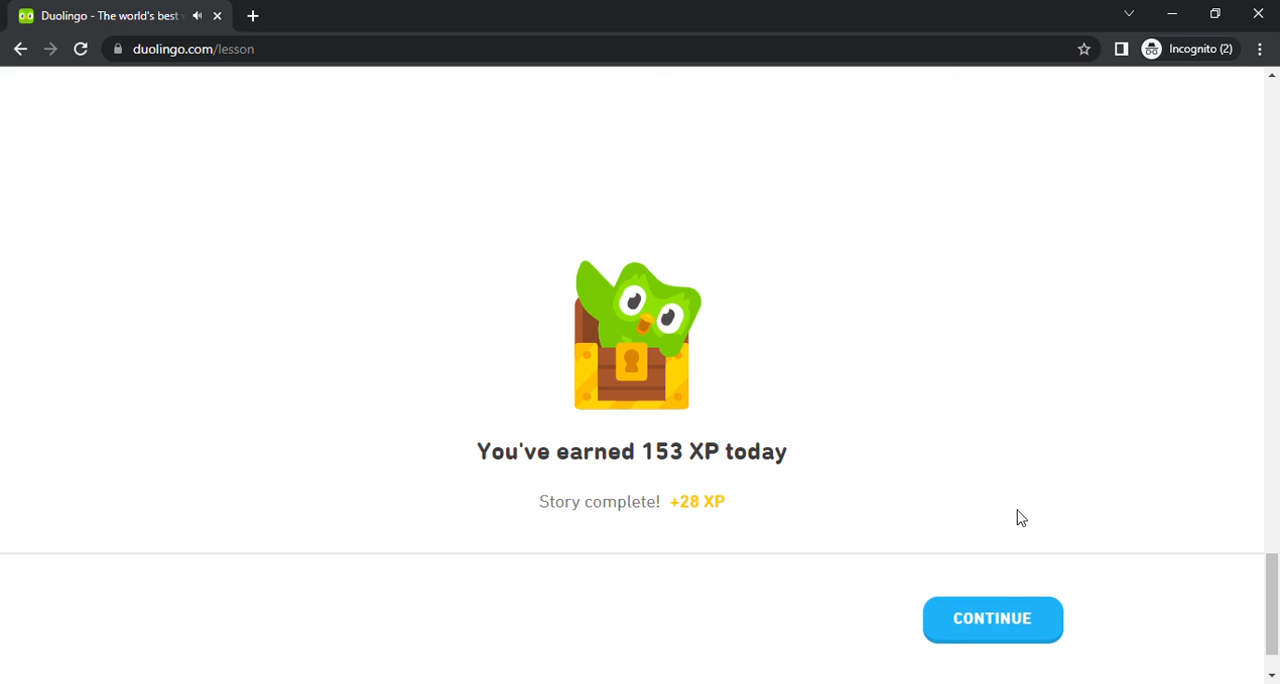 Duolingo - The world's best
duolingo.com/lesson
Incognito (2)
You've earned 153 XP today
Story complete! +28 XP
CONTINUE